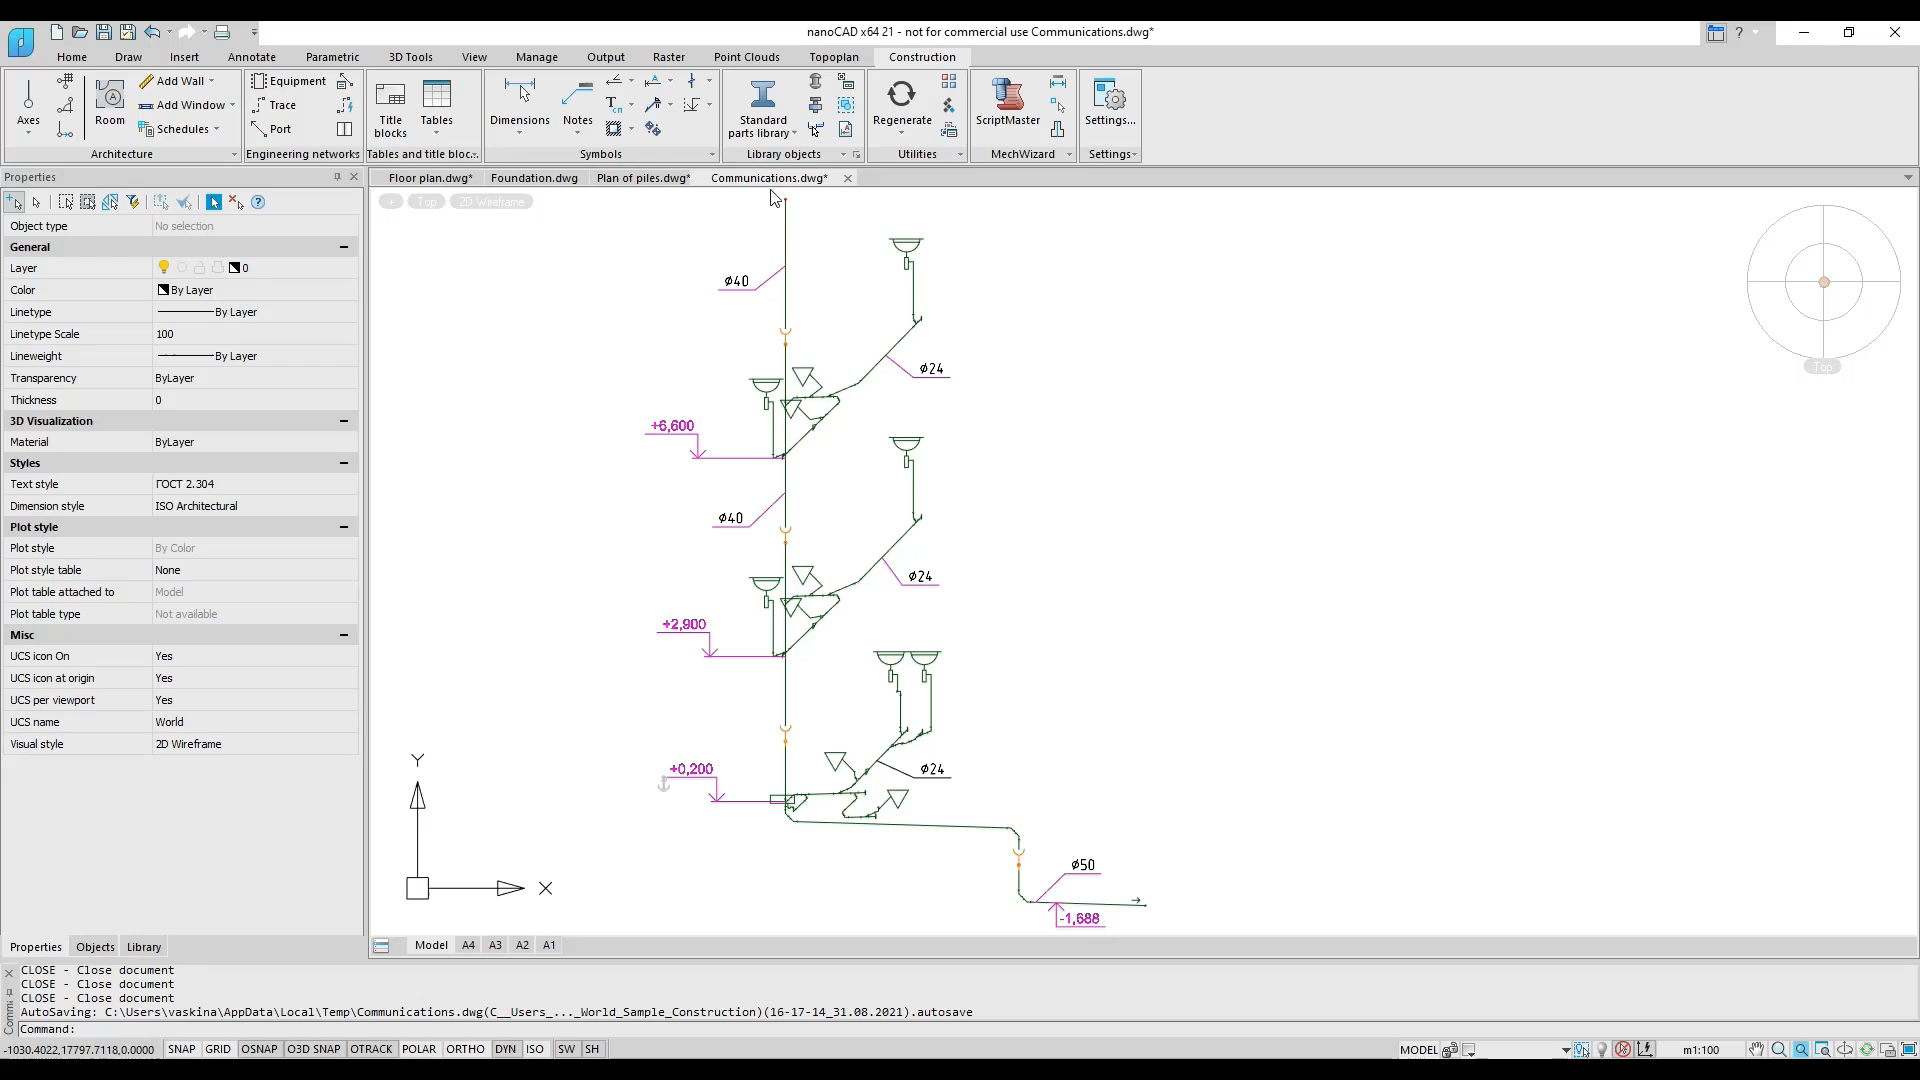 nanoCAD x64 21 - not for commercial use Communications.dwg*
Home Draw Insert Annotate Parametric 3D Tools View Manage Output Raster Point Clouds Topoplan Construction
Axes
Room
Add Wall
Add Window
Schedules
Architecture
Equipment
Trace
Port
Engineering networks
Title blocks
Tables
Tables and title bloc...
Dimensions
Notes
Symbols
Standard parts library
Library objects
Regenerate
Utilities
ScriptMaster
MechWizard
Settings...
Settings
Properties
Floor plan.dwg* Foundation.dwg Plan of piles.dwg* Communications.dwg*
+ Top 2D Wireframe
Object type No selection
General
Layer 0
Color By Layer
Linetype By Layer
Linetype Scale 100
Lineweight By Layer
Transparency ByLayer
Thickness 0
3D Visualization
Material ByLayer
Styles
Text style ГОСТ 2.304
Dimension style ISO Architectural
Plot style
Plot style By Color
Plot style table None
Plot table attached to Model
Plot table type Not available
Misc
UCS icon On Yes
UCS icon at origin Yes
UCS per viewport Yes
UCS name World
Visual style 2D Wireframe
ø40
ø24
+6,600
ø40
ø24
+2,900
+0,200
ø24
ø50
-1,688
Y
X
Top
Properties Objects Library
Model A4 A3 A2 A1
CLOSE - Close document
CLOSE - Close document
CLOSE - Close document
AutoSaving: C:\Users\vaskina\AppData\Local\Temp\Communications.dwg(C__Users_..._World_Sample_Construction)(16-17-14_31.08.2021).autosave
Command:
-1030.4022,17797.7118,0.0000 SNAP GRID OSNAP O3D SNAP OTRACK POLAR ORTHO DYN ISO SW SH MODEL m1:100